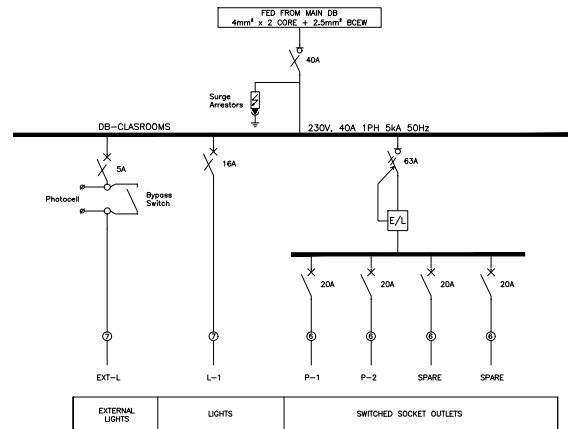 FED FROM MAIN DB
4mm² x 2 CORE + 2.5mm² BCEW
40A
Surge
Arrestors
DB-CLASROOMS
230V, 40A 1PH 5kA 50Hz
5A
16A
63A
Photocell
Bypass
Switch
E/L
20A
20A
20A
20A
7
7
6
6
6
6
EXT-L
L-1
P-1
P-2
SPARE
SPARE
EXTERNAL
LIGHTS
LIGHTS
SWITCHED SOCKET OUTLETS